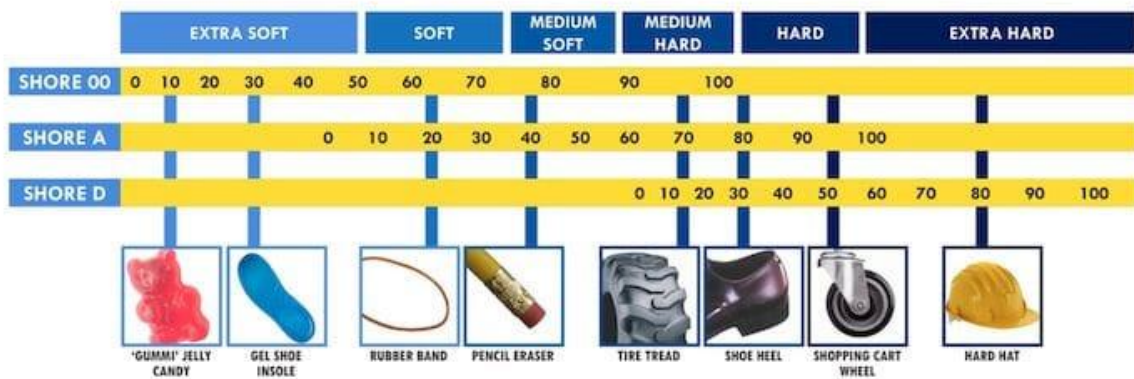 EXTRA SOFT SOFT MEDIUM SOFT MEDIUM HARD HARD EXTRA HARD
SHORE 00 0 10 20 30 40 50 60 70 80 90 100
SHORE A 0 10 20 30 40 50 60 70 80 90 100
SHORE D 0 10 20 30 40 50 60 70 80 90 100
'GUMMI' JELLY CANDY GEL SHOE INSOLE RUBBER BAND PENCIL ERASER TIRE TREAD SHOE HEEL SHOPPING CART WHEEL HARD HAT